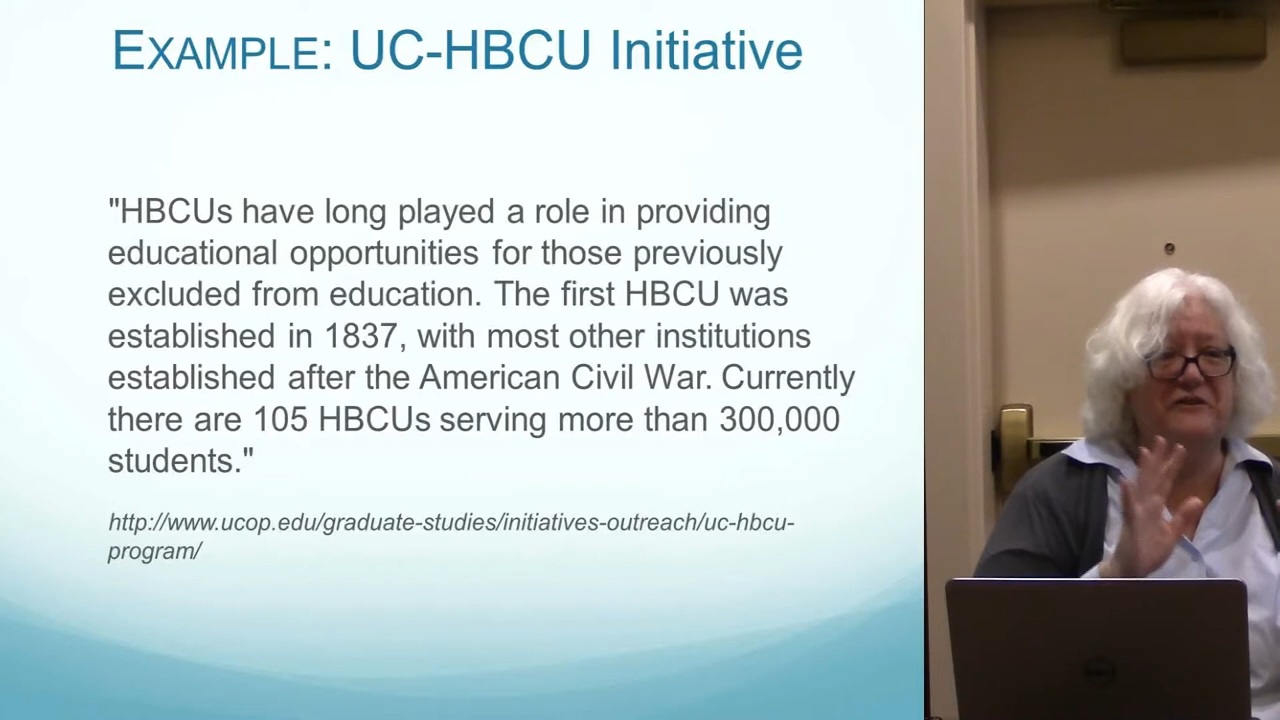 EXAMPLE: UC-HBCU Initiative
"HBCUs have long played a role in providing
educational opportunities for those previously
excluded from education. The first HBCU was
established in 1837, with most other institutions
established after the American Civil War. Currently
there are 105 HBCUs serving more than 300,000
students."
http://www.ucop.edu/graduate-studies/initiatives-outreach/uc-hbcu-
program/
DELL